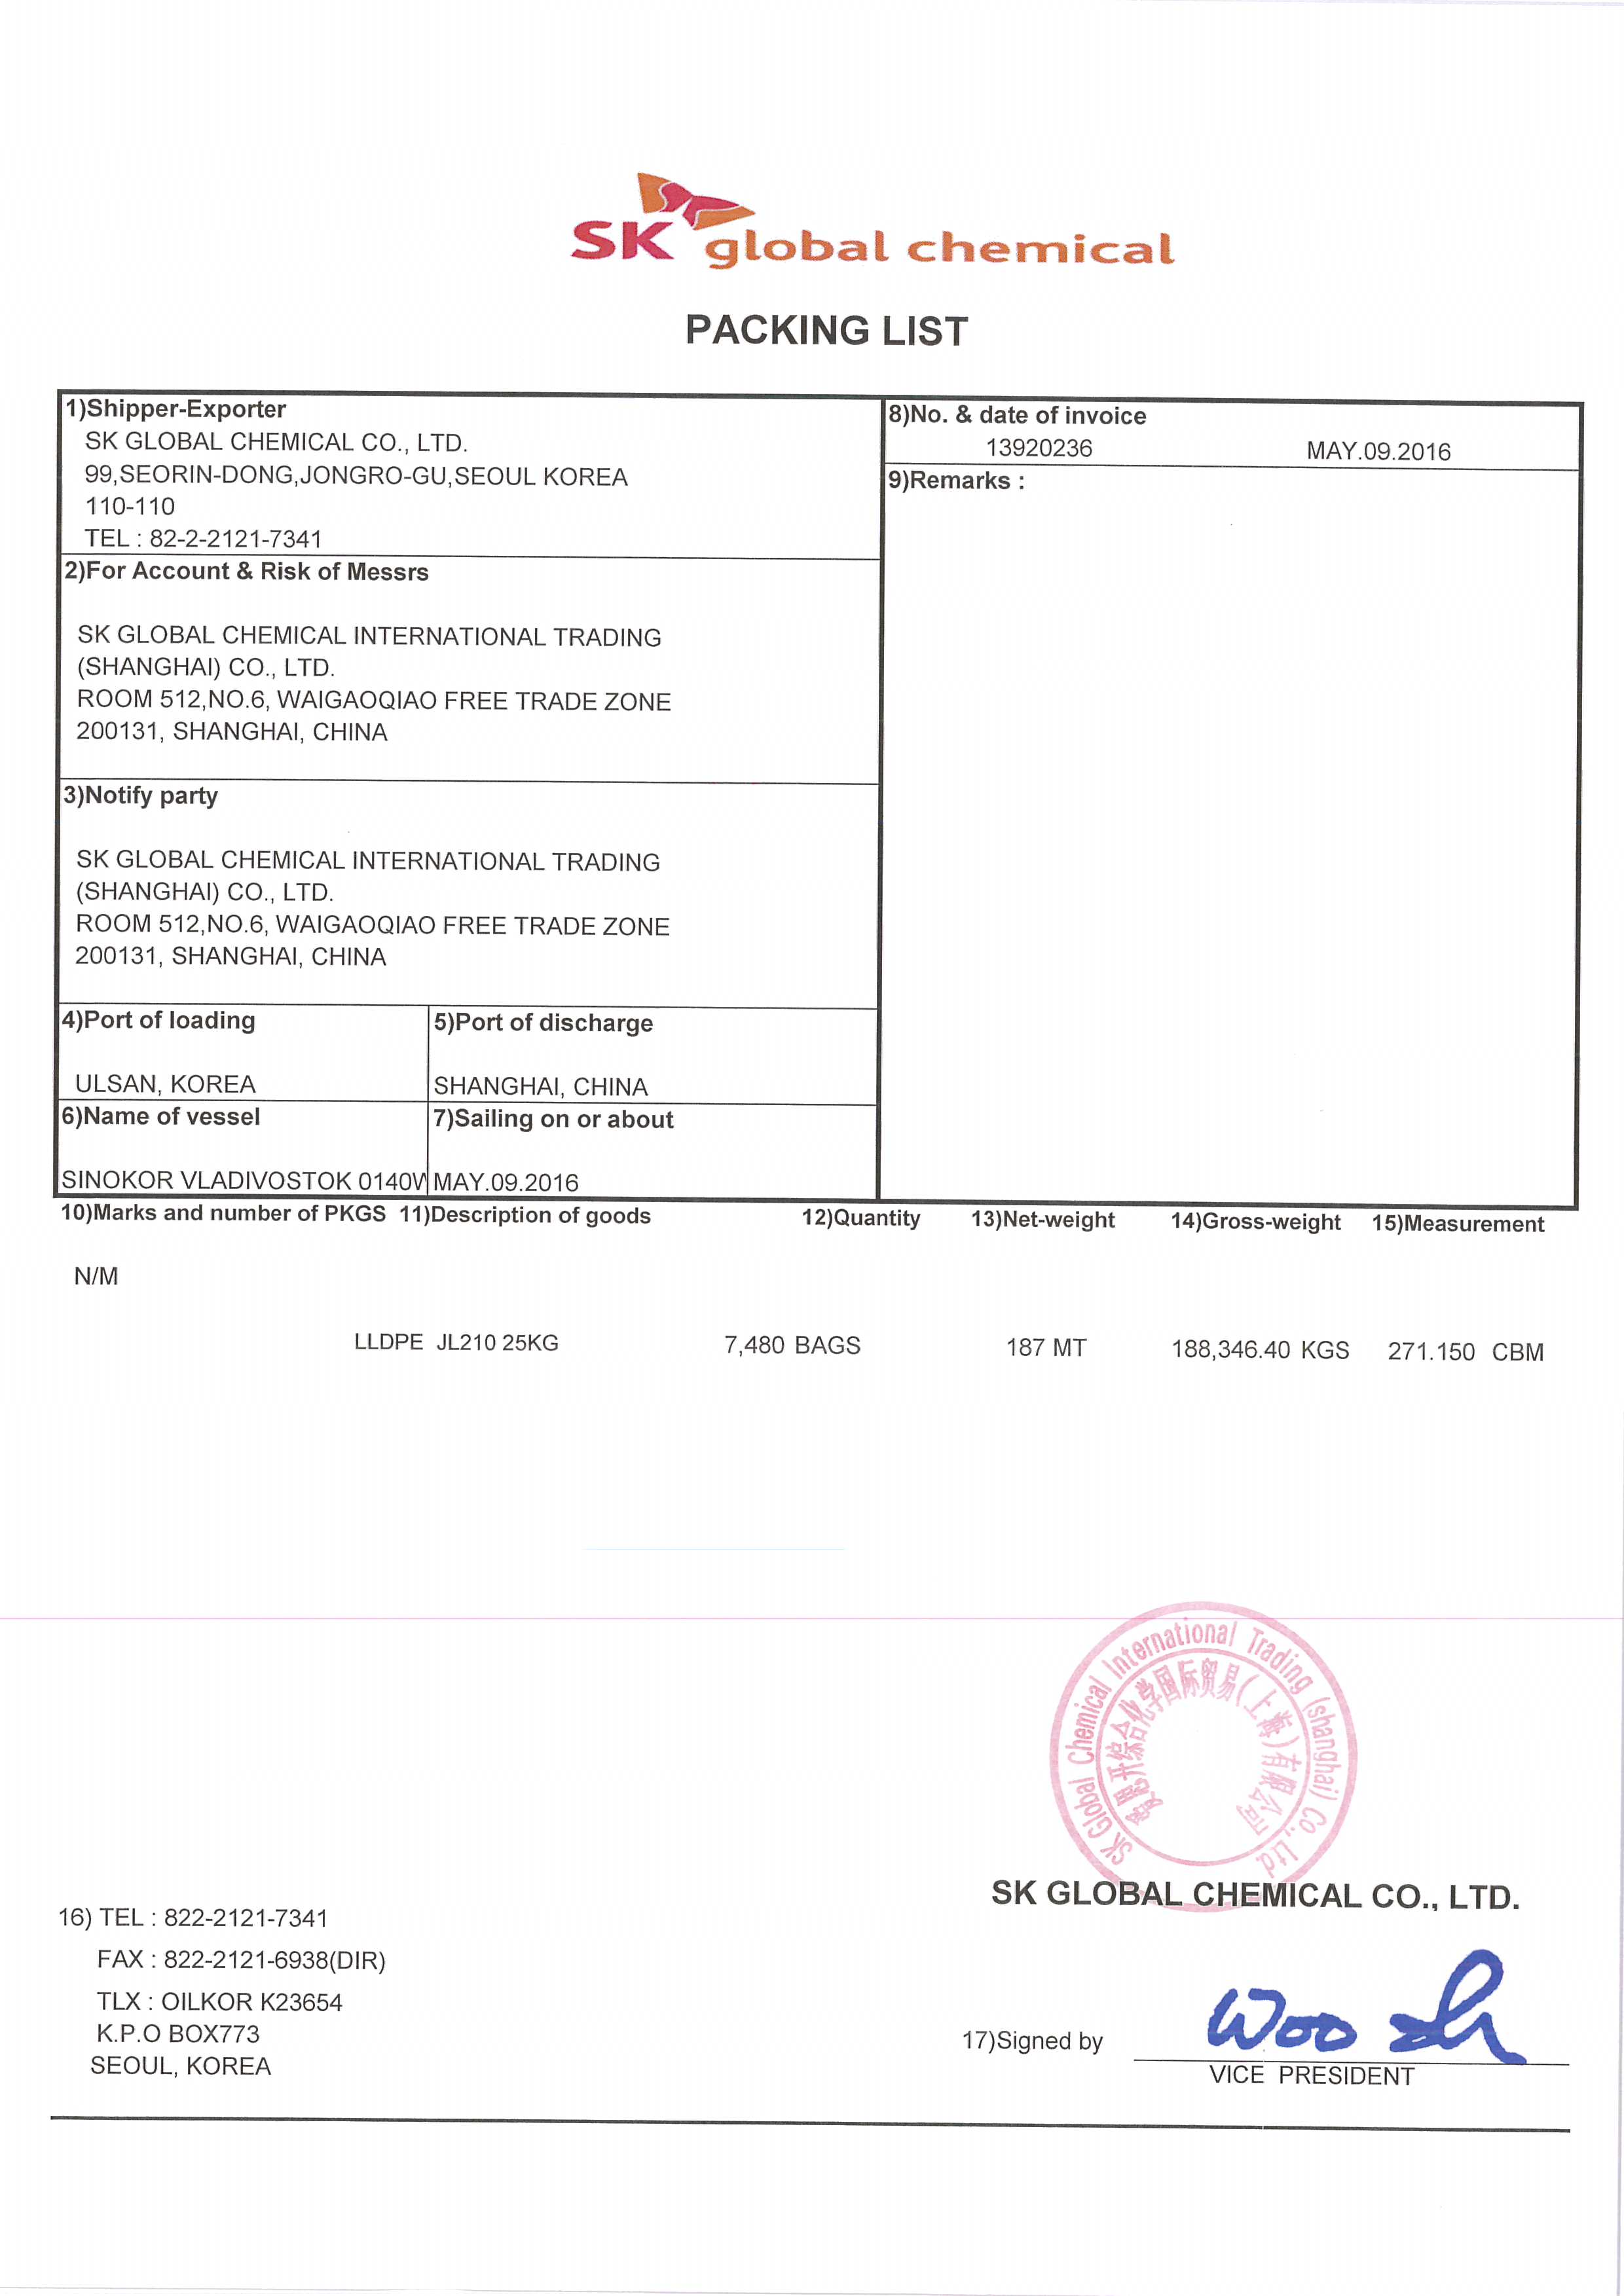 SK global chemical
PACKING LIST
1)Shipper-Exporter
SK GLOBAL CHEMICAL CO., LTD.
99,SEORIN-DONG,JONGRO-GU,SEOUL KOREA
110-110
TEL : 82-2-2121-7341
8)No. & date of invoice
13920236 MAY.09.2016
9)Remarks :
2)For Account & Risk of Messrs
SK GLOBAL CHEMICAL INTERNATIONAL TRADING
(SHANGHAI) CO., LTD.
ROOM 512,NO.6, WAIGAOQIAO FREE TRADE ZONE
200131, SHANGHAI, CHINA
3)Notify party
SK GLOBAL CHEMICAL INTERNATIONAL TRADING
(SHANGHAI) CO., LTD.
ROOM 512,NO.6, WAIGAOQIAO FREE TRADE ZONE
200131, SHANGHAI, CHINA
4)Port of loading 5)Port of discharge
ULSAN, KOREA SHANGHAI, CHINA
6)Name of vessel 7)Sailing on or about
SINOKOR VLADIVOSTOK 0140W MAY.09.2016
10)Marks and number of PKGS 11)Description of goods 12)Quantity 13)Net-weight 14)Gross-weight 15)Measurement
N/M
LLDPE JL210 25KG 7,480 BAGS 187 MT 188,346.40 KGS 271.150 CBM
SK Global Chemical International Trading (shanghai) Co., Ltd.
爱思开综合化学国际贸易(上海)有限公司
SK GLOBAL CHEMICAL CO., LTD.
16) TEL : 822-2121-7341
FAX : 822-2121-6938(DIR)
TLX : OILKOR K23654
K.P.O BOX773
SEOUL, KOREA
17)Signed by Woo
VICE PRESIDENT